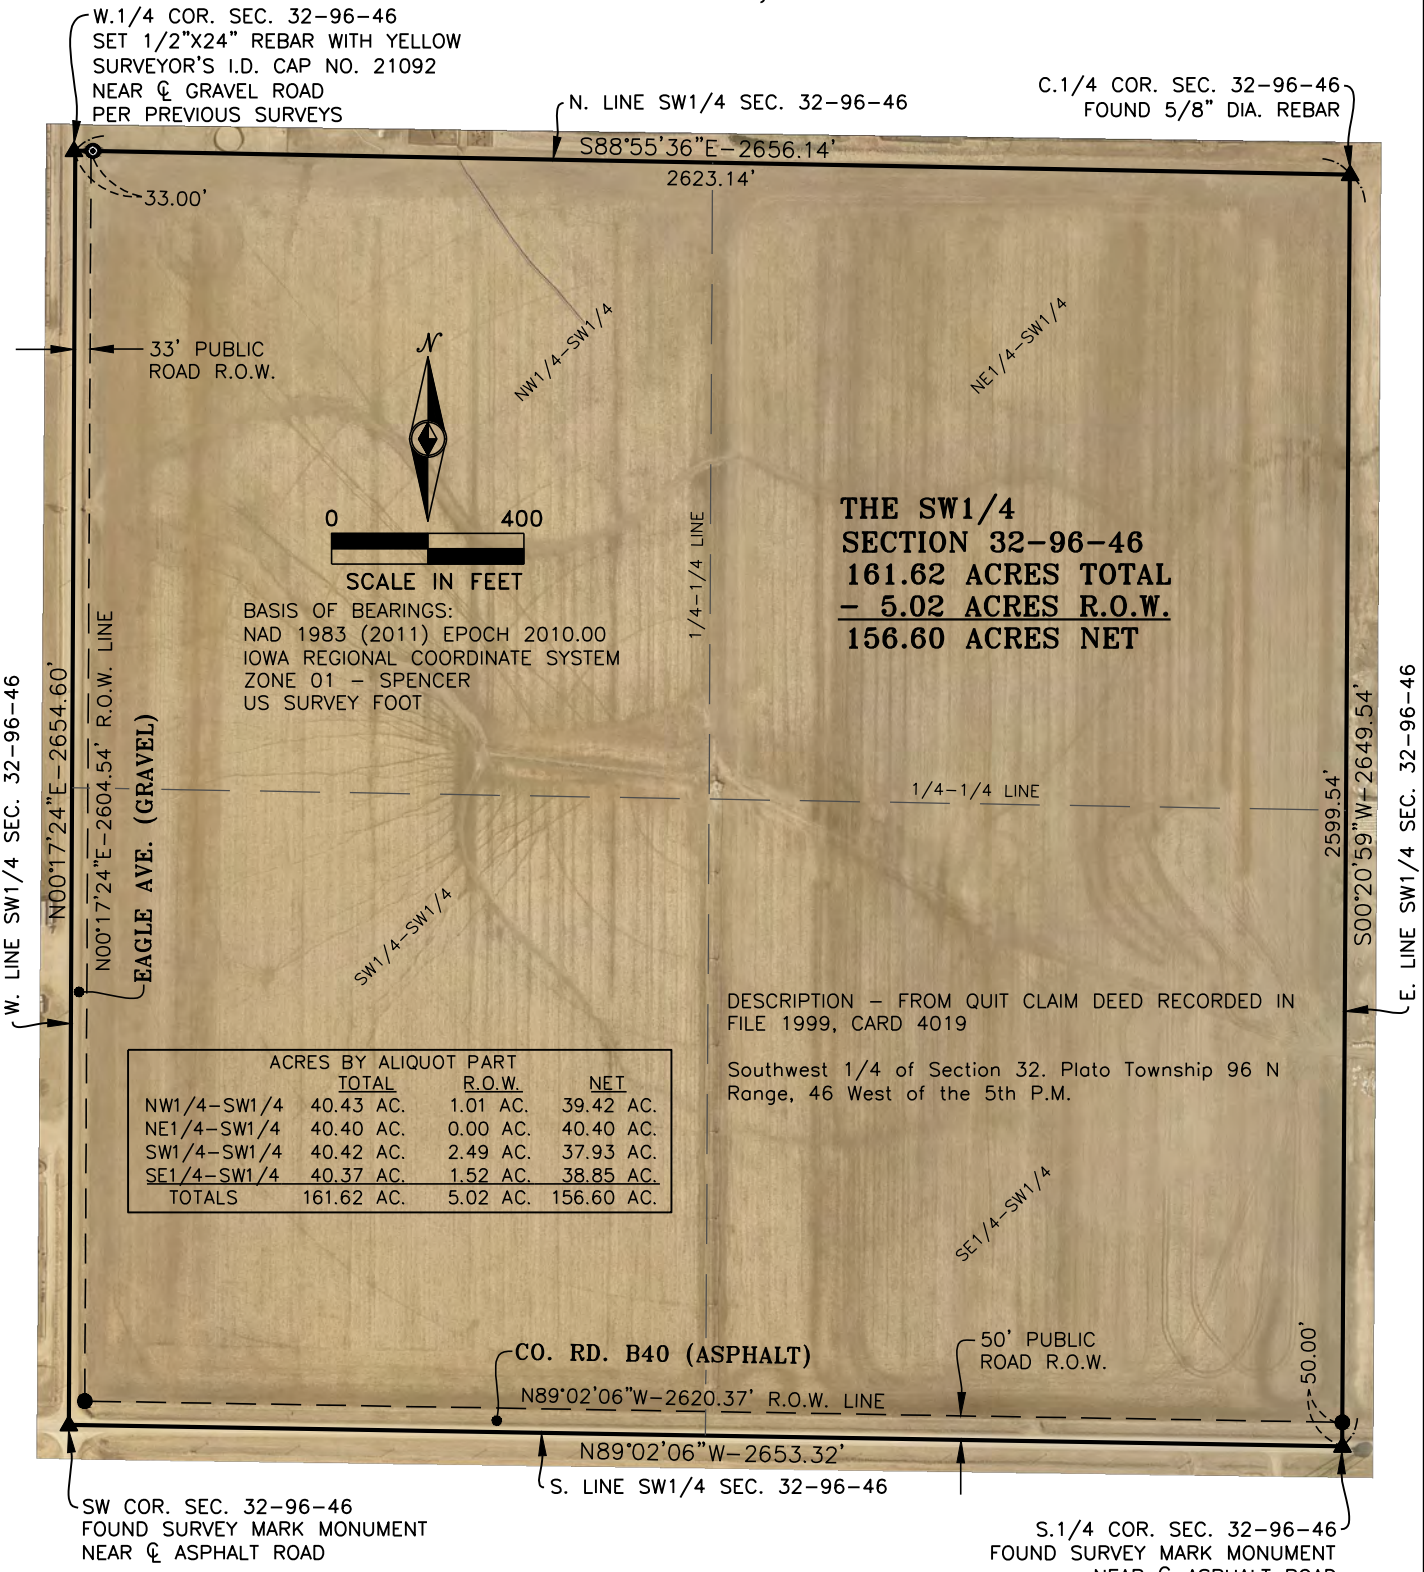 W.1/4 COR. SEC. 32-96-46
SET 1/2"X24" REBAR WITH YELLOW
SURVEYOR'S I.D. CAP NO. 21092
NEAR ℄ GRAVEL ROAD
PER PREVIOUS SURVEYS
N. LINE SW1/4 SEC. 32-96-46
C.1/4 COR. SEC. 32-96-46
FOUND 5/8" DIA. REBAR
S88°55'36"E-2656.14'
2623.14'
33.00'
33' PUBLIC
ROAD R.O.W.
N
NW1/4-SW1/4
NE1/4-SW1/4
0 400
SCALE IN FEET
BASIS OF BEARINGS:
NAD 1983 (2011) EPOCH 2010.00
IOWA REGIONAL COORDINATE SYSTEM
ZONE 01 - SPENCER
US SURVEY FOOT
1/4-1/4 LINE
THE SW1/4
SECTION 32-96-46
161.62 ACRES TOTAL
- 5.02 ACRES R.O.W.
156.60 ACRES NET
W. LINE SW1/4 SEC. 32-96-46
N00°17'24"E-2654.60'
N00°17'24"E-2604.54' R.O.W. LINE
EAGLE AVE. (GRAVEL)
1/4-1/4 LINE
2599.54'
S00°20'59"W-2649.54'
E. LINE SW1/4 SEC. 32-96-46
SW1/4-SW1/4
DESCRIPTION - FROM QUIT CLAIM DEED RECORDED IN
FILE 1999, CARD 4019
Southwest 1/4 of Section 32. Plato Township 96 N
Range, 46 West of the 5th P.M.
ACRES BY ALIQUOT PART
TOTAL R.O.W. NET
NW1/4-SW1/4 40.43 AC. 1.01 AC. 39.42 AC.
NE1/4-SW1/4 40.40 AC. 0.00 AC. 40.40 AC.
SW1/4-SW1/4 40.42 AC. 2.49 AC. 37.93 AC.
SE1/4-SW1/4 40.37 AC. 1.52 AC. 38.85 AC.
TOTALS 161.62 AC. 5.02 AC. 156.60 AC.
SE1/4-SW1/4
CO. RD. B40 (ASPHALT)
50' PUBLIC
ROAD R.O.W.
50.00'
N89°02'06"W-2620.37' R.O.W. LINE
N89°02'06"W-2653.32'
S. LINE SW1/4 SEC. 32-96-46
SW COR. SEC. 32-96-46
FOUND SURVEY MARK MONUMENT
NEAR ℄ ASPHALT ROAD
S.1/4 COR. SEC. 32-96-46
FOUND SURVEY MARK MONUMENT
NEAR ℄ ASPHALT ROAD